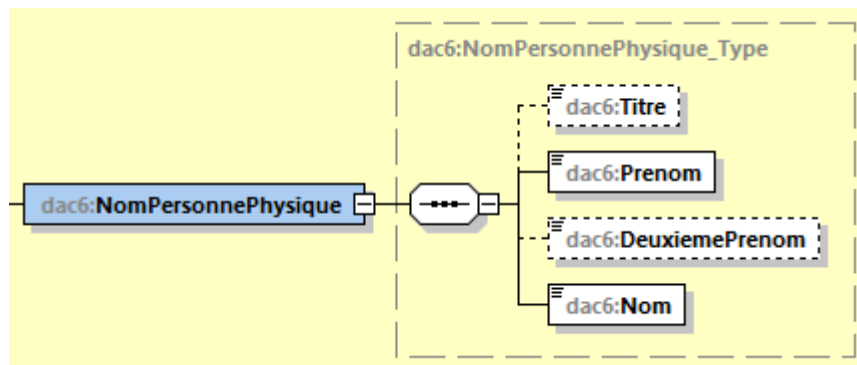 dac6:NomPersonnePhysique_Type
dac6:Titre
dac6:Prenom
dac6:NomPersonnePhysique
dac6:DeuxiemePrenom
dac6:Nom